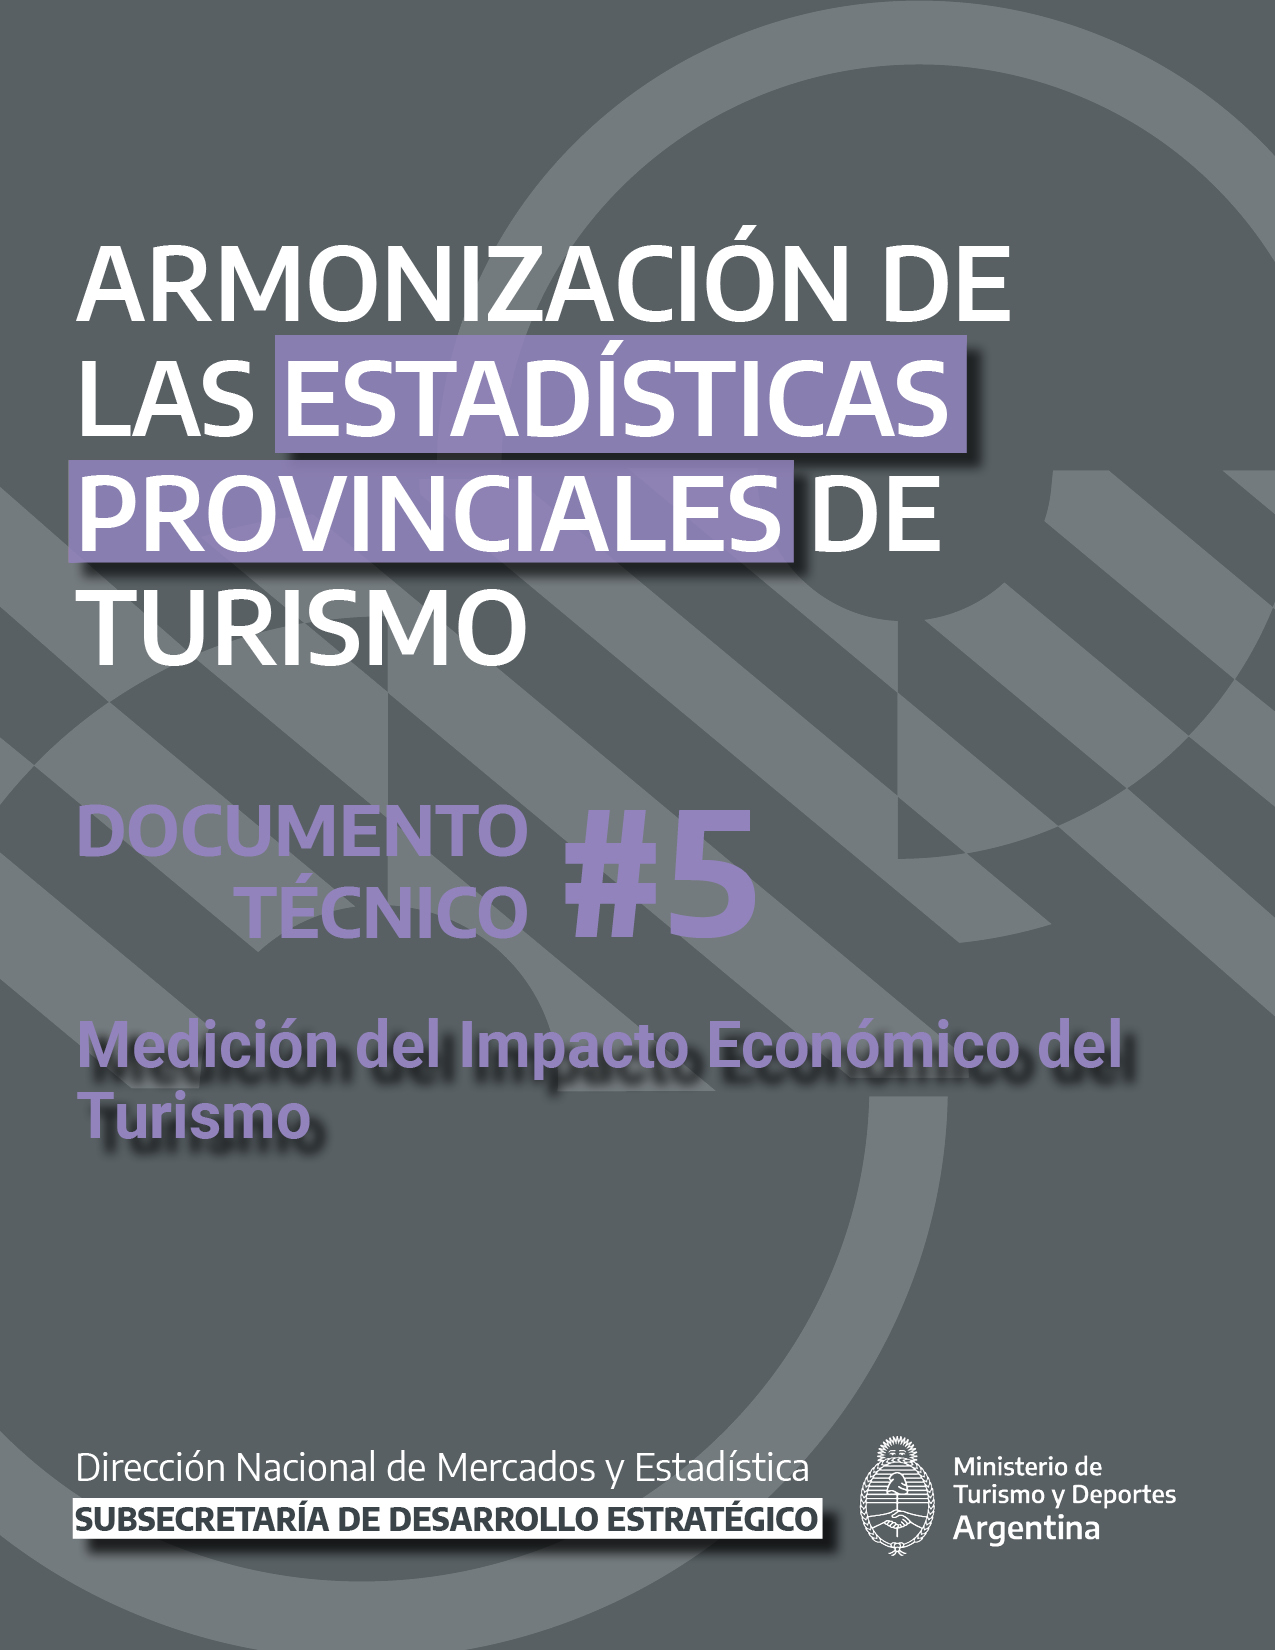 ARMONIZACIÓN DE
LAS ESTADÍSTICAS
PROVINCIALES DE
TURISMO
DOCUMENTO
TÉCNICO
#5
Medición del Impacto Económico del
Turismo
Dirección Nacional de Mercados y Estadística
SUBSECRETARÍA DE DESARROLLO ESTRATÉGICO
Ministerio de
Turismo y Deportes
Argentina